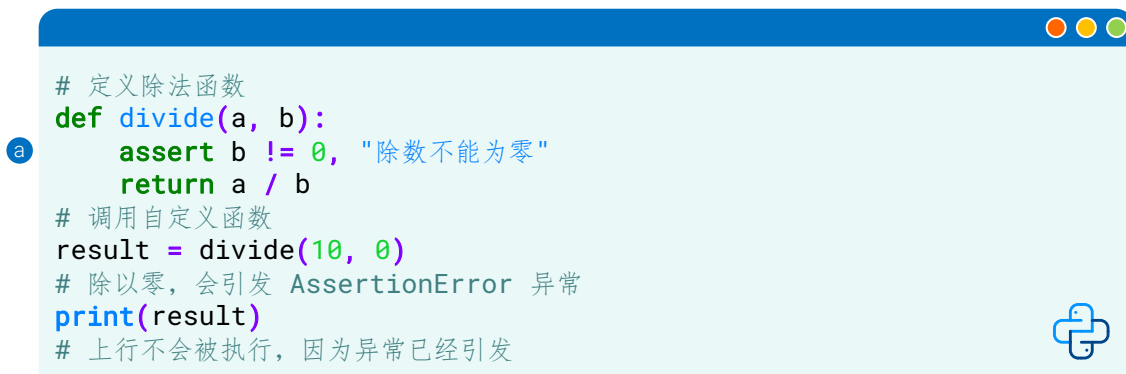 # 定义除法函数
def divide(a, b):
a
    assert b != 0, "除数不能为零"
    return a / b
# 调用自定义函数
result = divide(10, 0)
# 除以零，会引发 AssertionError 异常
print(result)
# 上行不会被执行，因为异常已经引发